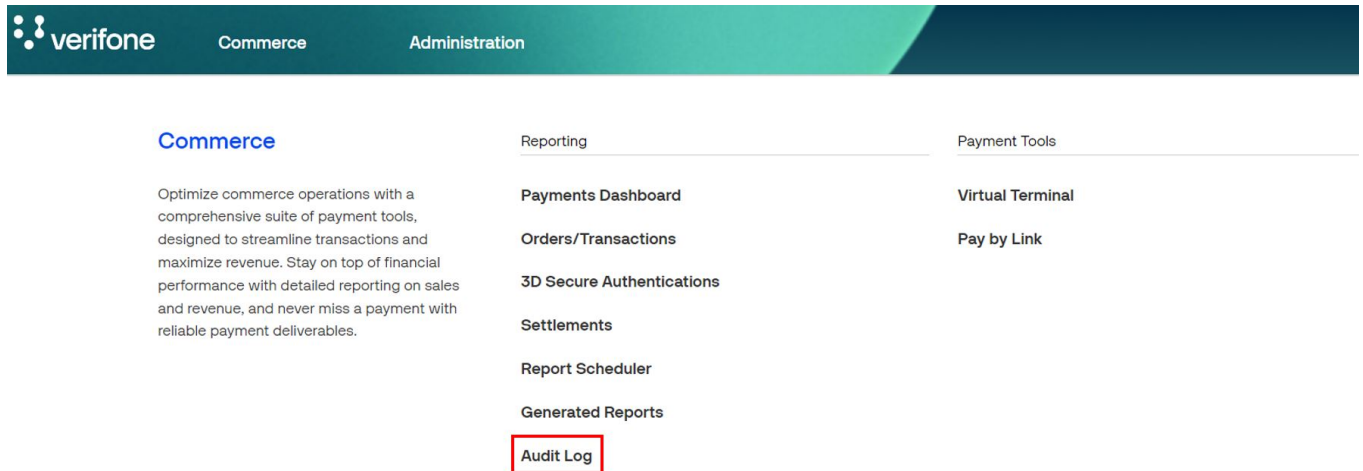 verifone
Commerce
Administration
Commerce
Optimize commerce operations with a
comprehensive suite of payment tools,
designed to streamline transactions and
maximize revenue. Stay on top of financial
performance with detailed reporting on sales
and revenue, and never miss a payment with
reliable payment deliverables.
Reporting
Payments Dashboard
Orders/Transactions
3D Secure Authentications
Settlements
Report Scheduler
Generated Reports
Audit Log
Payment Tools
Virtual Terminal
Pay by Link